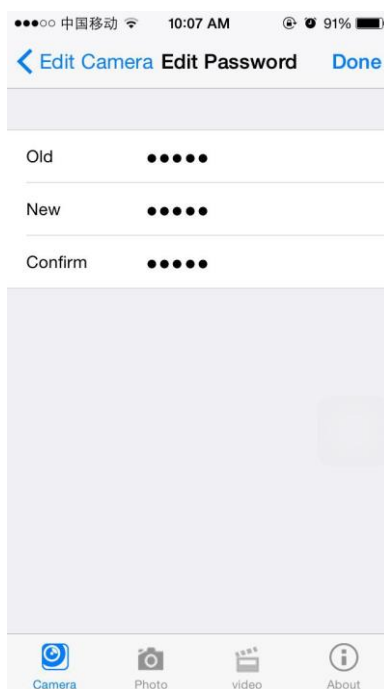 中国移动 10:07 AM 91%
Edit Camera Edit Password Done
Old •••••
New •••••
Confirm •••••
Camera Photo video About